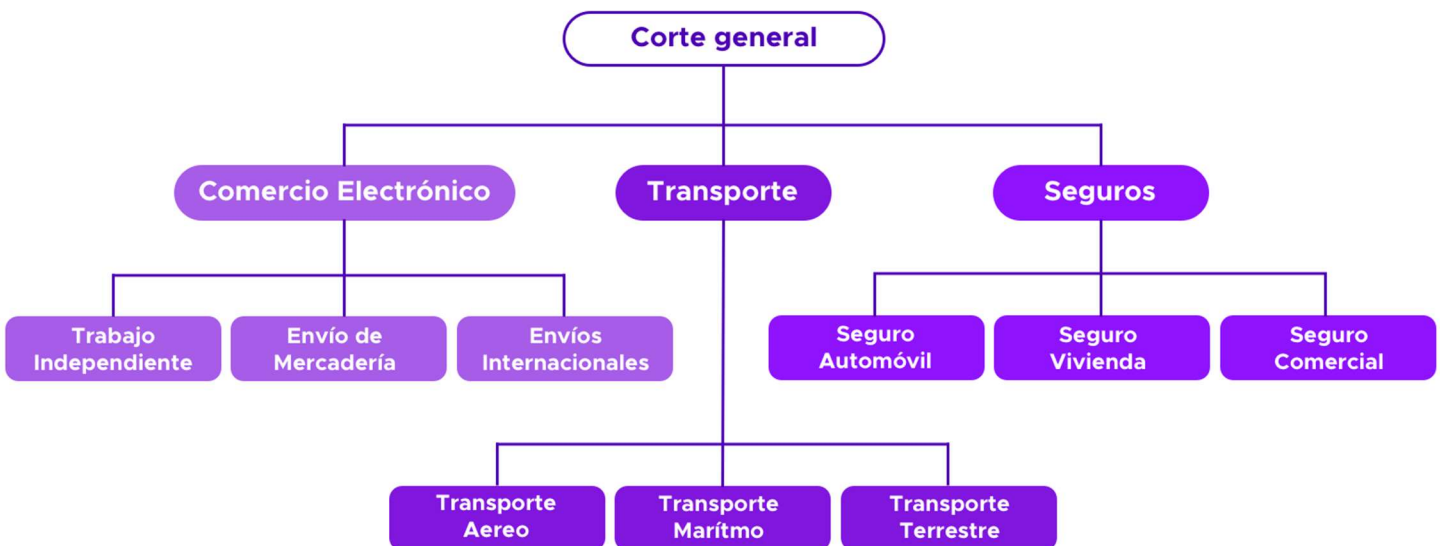 Corte general
Comercio Electrónico
Transporte
Seguros
Trabajo
Independiente
Envío de
Mercadería
Envíos
Internacionales
Seguro
Automóvil
Seguro
Vivienda
Seguro
Comercial
Transporte
Aereo
Transporte
Marítmo
Transporte
Terrestre